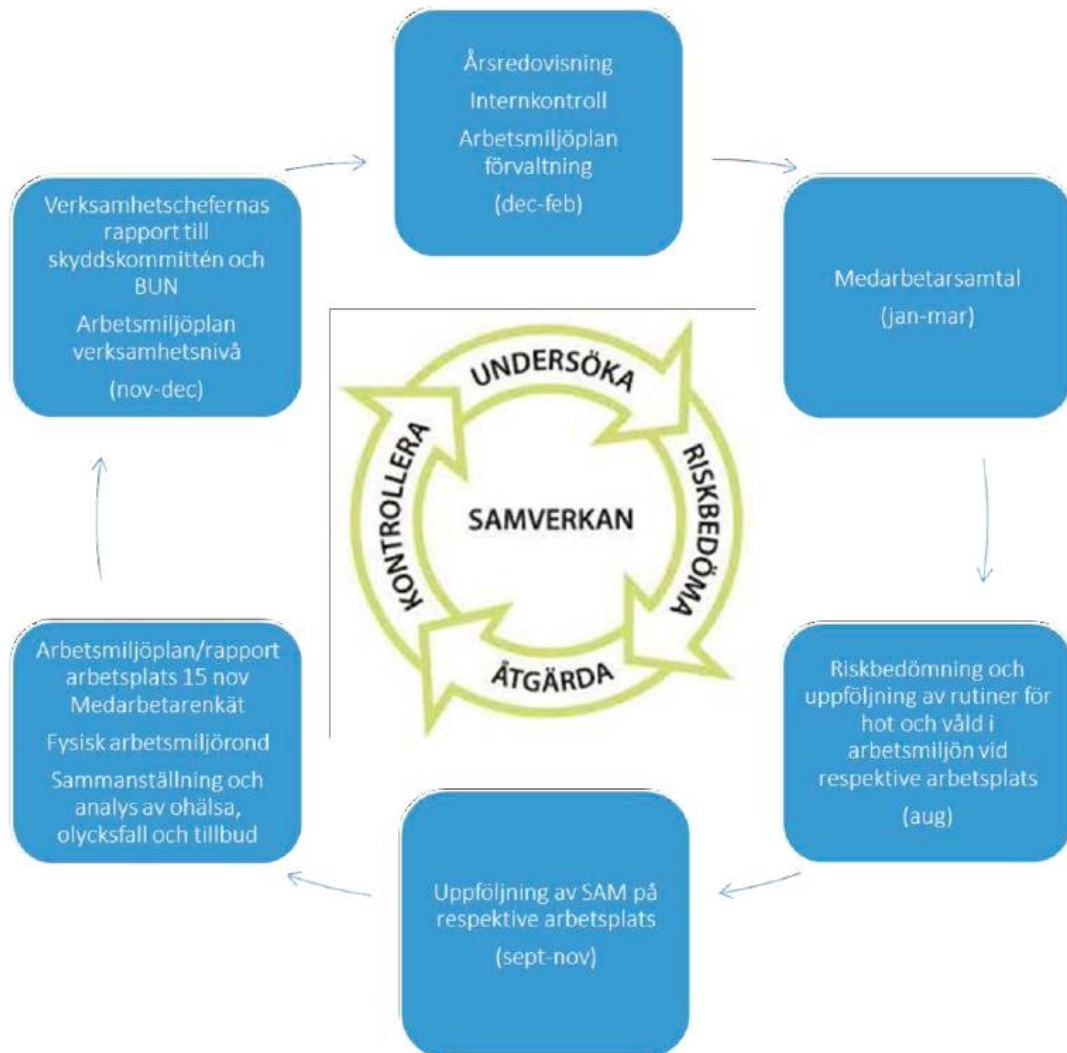 Årsredovisning
Internkontroll
Arbetsmiljöplan
förvaltning
(dec-feb)
Medarbetarsamtal
(jan-mar)
Riskbedömning och
uppföljning av rutiner för
hot och våld i
arbetsmiljön vid
respektive arbetsplats
(aug)
Uppföljning av SAM på
respektive arbetsplats
(sept-nov)
Arbetsmiljöplan/rapport
arbetsplats 15 nov
Medarbetarenkät
Fysisk arbetsmiljörond
Sammanställning och
analys av ohälsa,
olycksfall och tillbud
Verksamhetschefernas
rapport till
skyddskommittén och
BUN
Arbetsmiljöplan
verksamhetsnivå
(nov-dec)
UNDERSÖKA
RISKBEDÖMA
ÅTGÄRDA
KONTROLLERA
SAMVERKAN